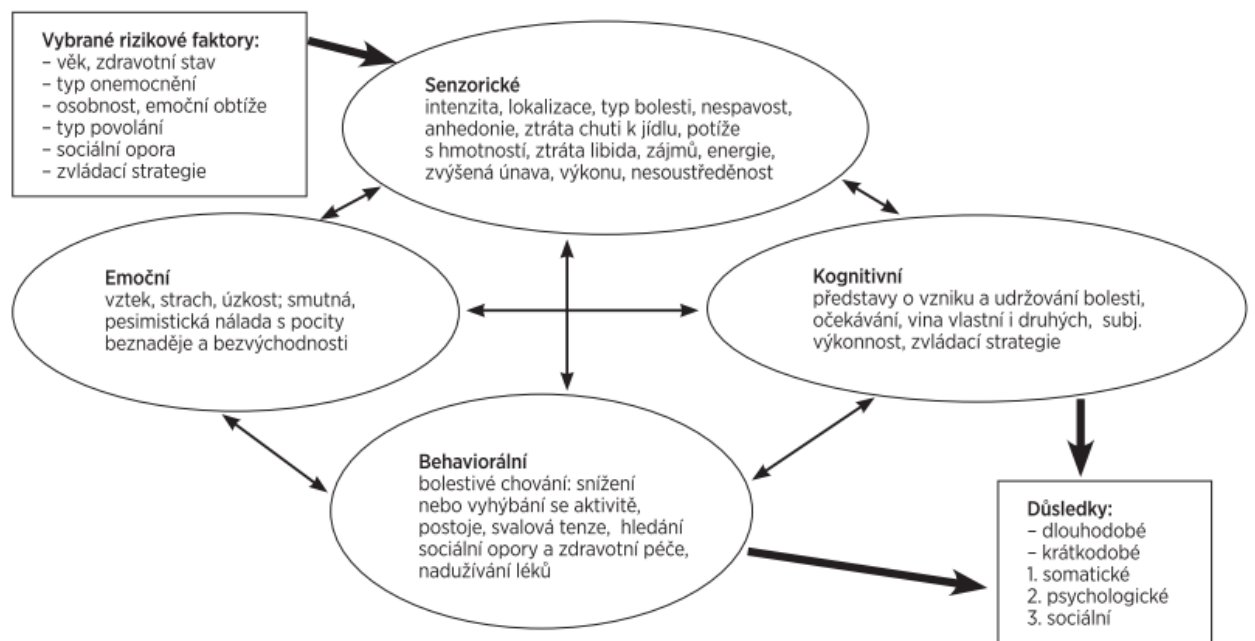 Vybrané rizikové faktory:
– věk, zdravotní stav
– typ onemocnění
– osobnost, emoční obtíže
– typ povolání
– sociální opora
– zvládací strategie
Senzorické
intenzita, lokalizace, typ bolesti, nespavost,
anhedonie, ztráta chuti k jídlu, potíže
s hmotností, ztráta libida, zájmů, energie,
zvýšená únava, výkonu, nesoustředěnost
Emoční
vztek, strach, úzkost; smutná,
pesimistická nálada s pocity
beznaděje a bezvýchodnosti
Kognitivní
představy o vzniku a udržování bolesti,
očekávání, vina vlastní i druhých, subj.
výkonnost, zvládací strategie
Behaviorální
bolestivé chování: snížení
nebo vyhýbání se aktivitě,
postoje, svalová tenze, hledání
sociální opory a zdravotní péče,
nadužívání léků
Důsledky:
– dlouhodobé
– krátkodobé
1. somatické
2. psychologické
3. sociální